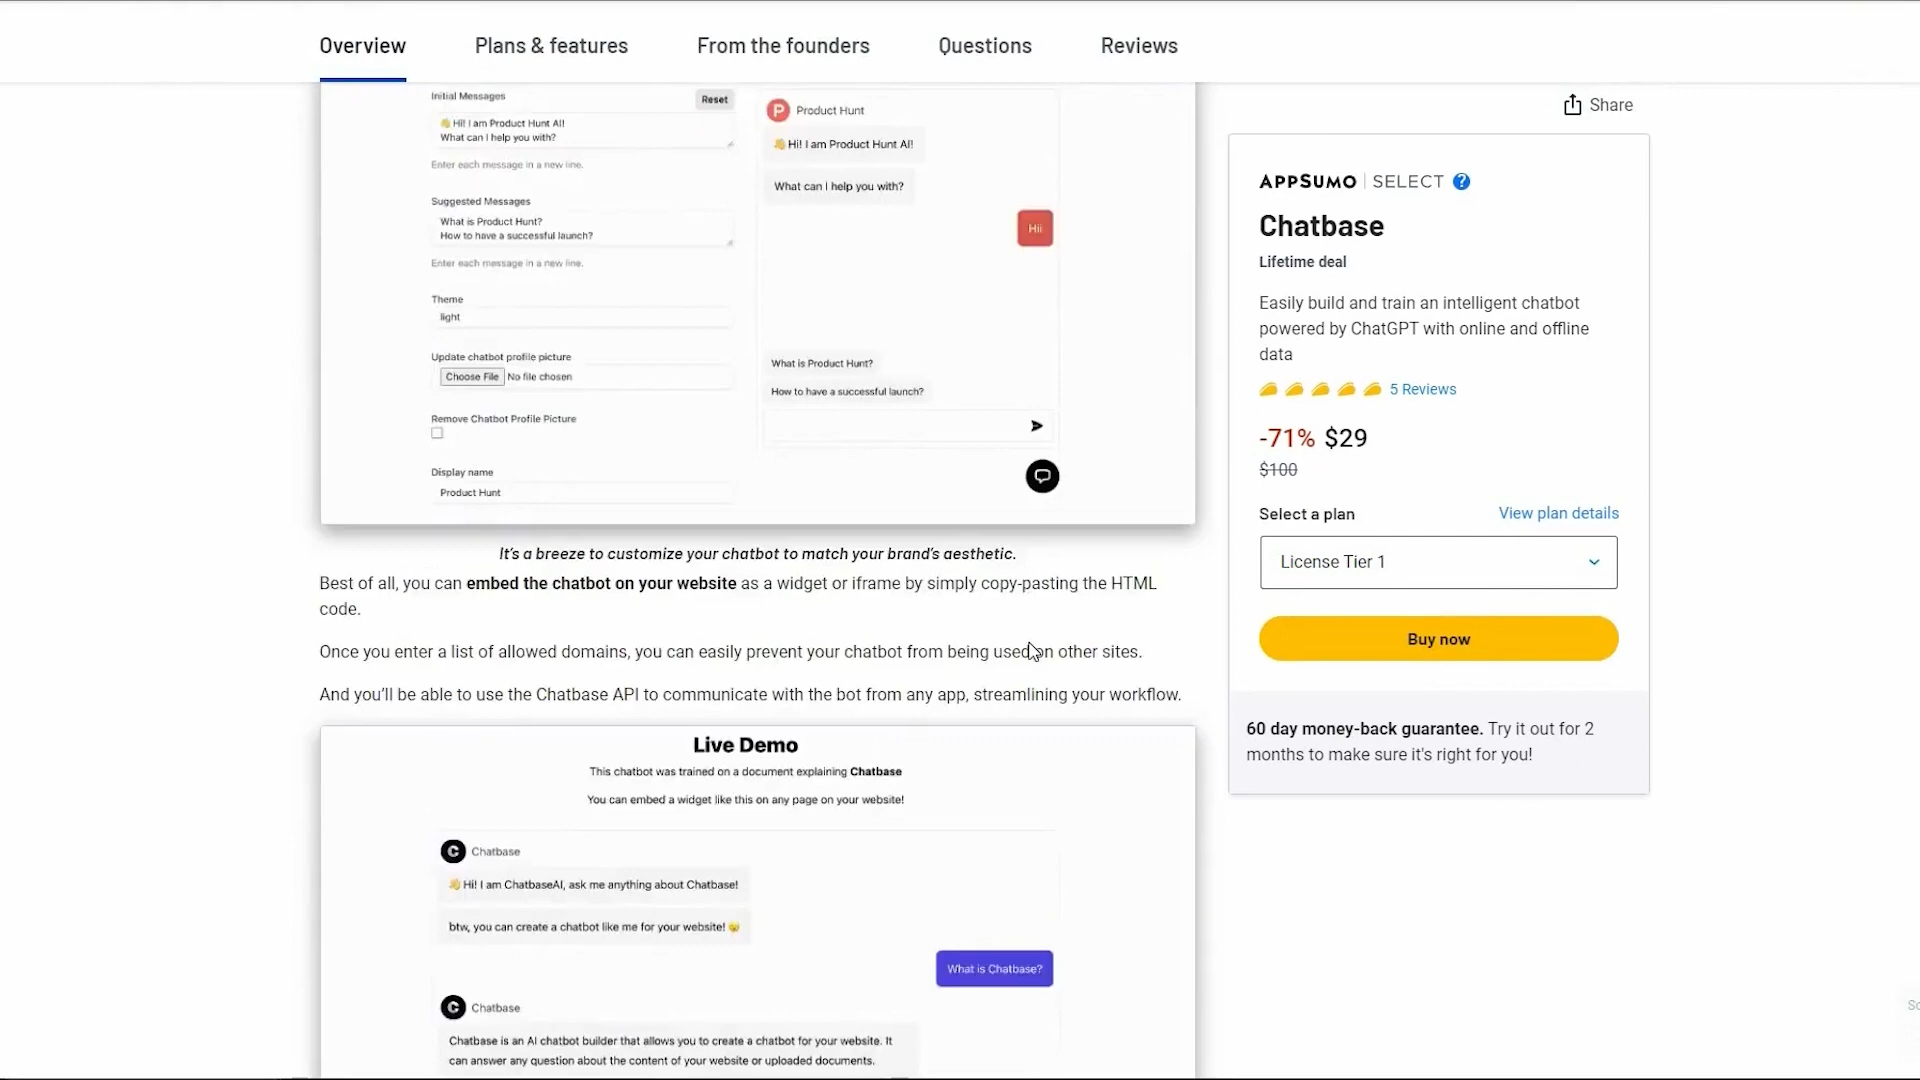 Overview
Plans & features
From the founders
Questions
Reviews
Initial Messages
Reset
👋 Hi! I am Product Hunt AI!
What can I help you with?
Enter each message in a new line.
Suggested Messages
What is Product Hunt?
How to have a successful launch?
Enter each message in a new line.
Theme
light
Update chatbot profile picture
Choose File No file chosen
Remove Chatbot Profile Picture
Display name
Product Hunt
P Product Hunt
👋 Hi! I am Product Hunt AI!
What can I help you with?
Hii
What is Product Hunt?
How to have a successful launch?
It's a breeze to customize your chatbot to match your brand's aesthetic.
Best of all, you can embed the chatbot on your website as a widget or iframe by simply copy-pasting the HTML
code.
Once you enter a list of allowed domains, you can easily prevent your chatbot from being used on other sites.
And you'll be able to use the Chatbase API to communicate with the bot from any app, streamlining your workflow.
Live Demo
This chatbot was trained on a document explaining Chatbase
You can embed a widget like this on any page on your website!
C Chatbase
👋 Hi! I am ChatbaseAI, ask me anything about Chatbase!
btw, you can create a chatbot like me for your website! 🤯
What is Chatbase?
C Chatbase
Chatbase is an AI chatbot builder that allows you to create a chatbot for your website. It
can answer any question about the content of your website or uploaded documents.
Share
APPSUMO | SELECT ?
Chatbase
Lifetime deal
Easily build and train an intelligent chatbot
powered by ChatGPT with online and offline
data
5 Reviews
-71% $29
$100
Select a plan
View plan details
License Tier 1
Buy now
60 day money-back guarantee. Try it out for 2
months to make sure it's right for you!